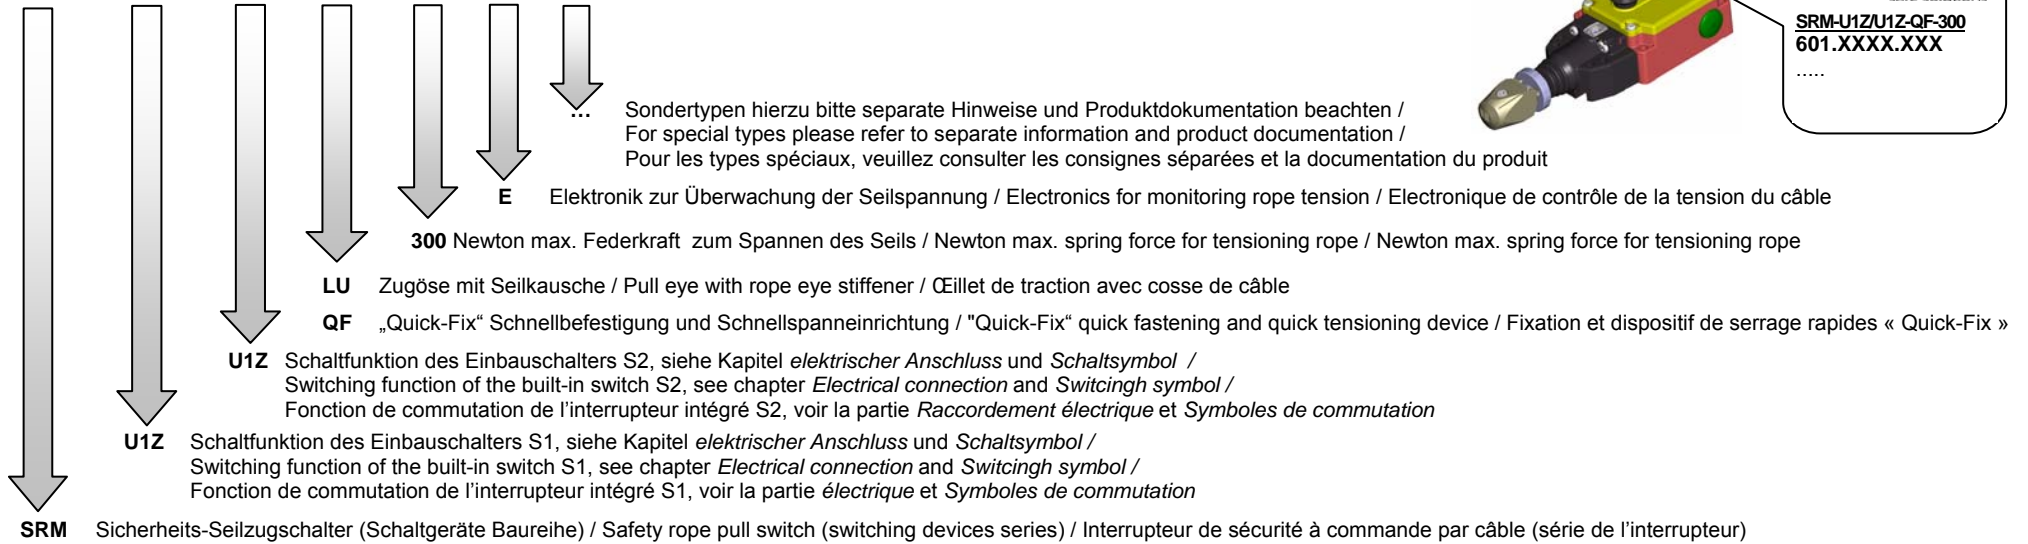 SRM-U1Z/U1Z-QF-300
601.XXXX.XXX
.....
... Sondertypen hierzu bitte separate Hinweise und Produktdokumentation beachten /
For special types please refer to separate information and product documentation /
Pour les types spéciaux, veuillez consulter les consignes séparées et la documentation du produit
E Elektronik zur Überwachung der Seilspannung / Electronics for monitoring rope tension / Electronique de contrôle de la tension du câble
300 Newton max. Federkraft zum Spannen des Seils / Newton max. spring force for tensioning rope / Newton max. spring force for tensioning rope
LU Zugöse mit Seilkausche / Pull eye with rope eye stiffener / Œillet de traction avec cosse de câble
QF „Quick-Fix“ Schnellbefestigung und Schnellspanneinrichtung / "Quick-Fix“ quick fastening and quick tensioning device / Fixation et dispositif de serrage rapides « Quick-Fix »
U1Z Schaltfunktion des Einbauschalters S2, siehe Kapitel elektrischer Anschluss und Schaltsymbol /
Switching function of the built-in switch S2, see chapter Electrical connection and Switcingh symbol /
Fonction de commutation de l’interrupteur intégré S2, voir la partie Raccordement électrique et Symboles de commutation
U1Z Schaltfunktion des Einbauschalters S1, siehe Kapitel elektrischer Anschluss und Schaltsymbol /
Switching function of the built-in switch S1, see chapter Electrical connection and Switcingh symbol /
Fonction de commutation de l’interrupteur intégré S1, voir la partie électrique et Symboles de commutation
SRM Sicherheits-Seilzugschalter (Schaltgeräte Baureihe) / Safety rope pull switch (switching devices series) / Interrupteur de sécurité à commande par câble (série de l’interrupteur)